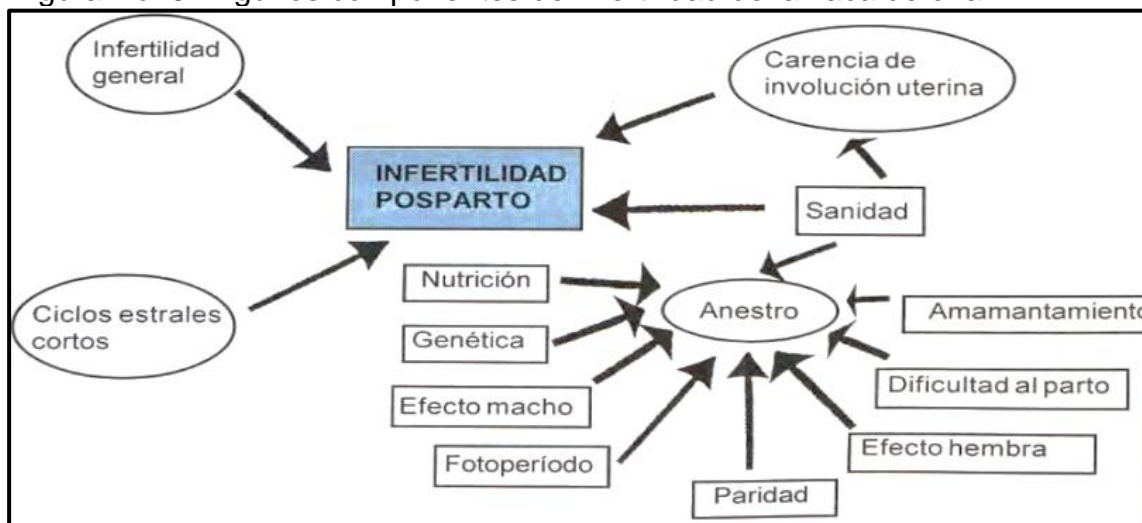 Infertilidad
general
Carencia de
involución uterina
INFERTILIDAD
POSPARTO
Sanidad
Nutrición
Ciclos estrales
cortos
Anestro
Amamantamiento
Genética
Dificultad al parto
Efecto macho
Efecto hembra
Fotoperíodo
Paridad